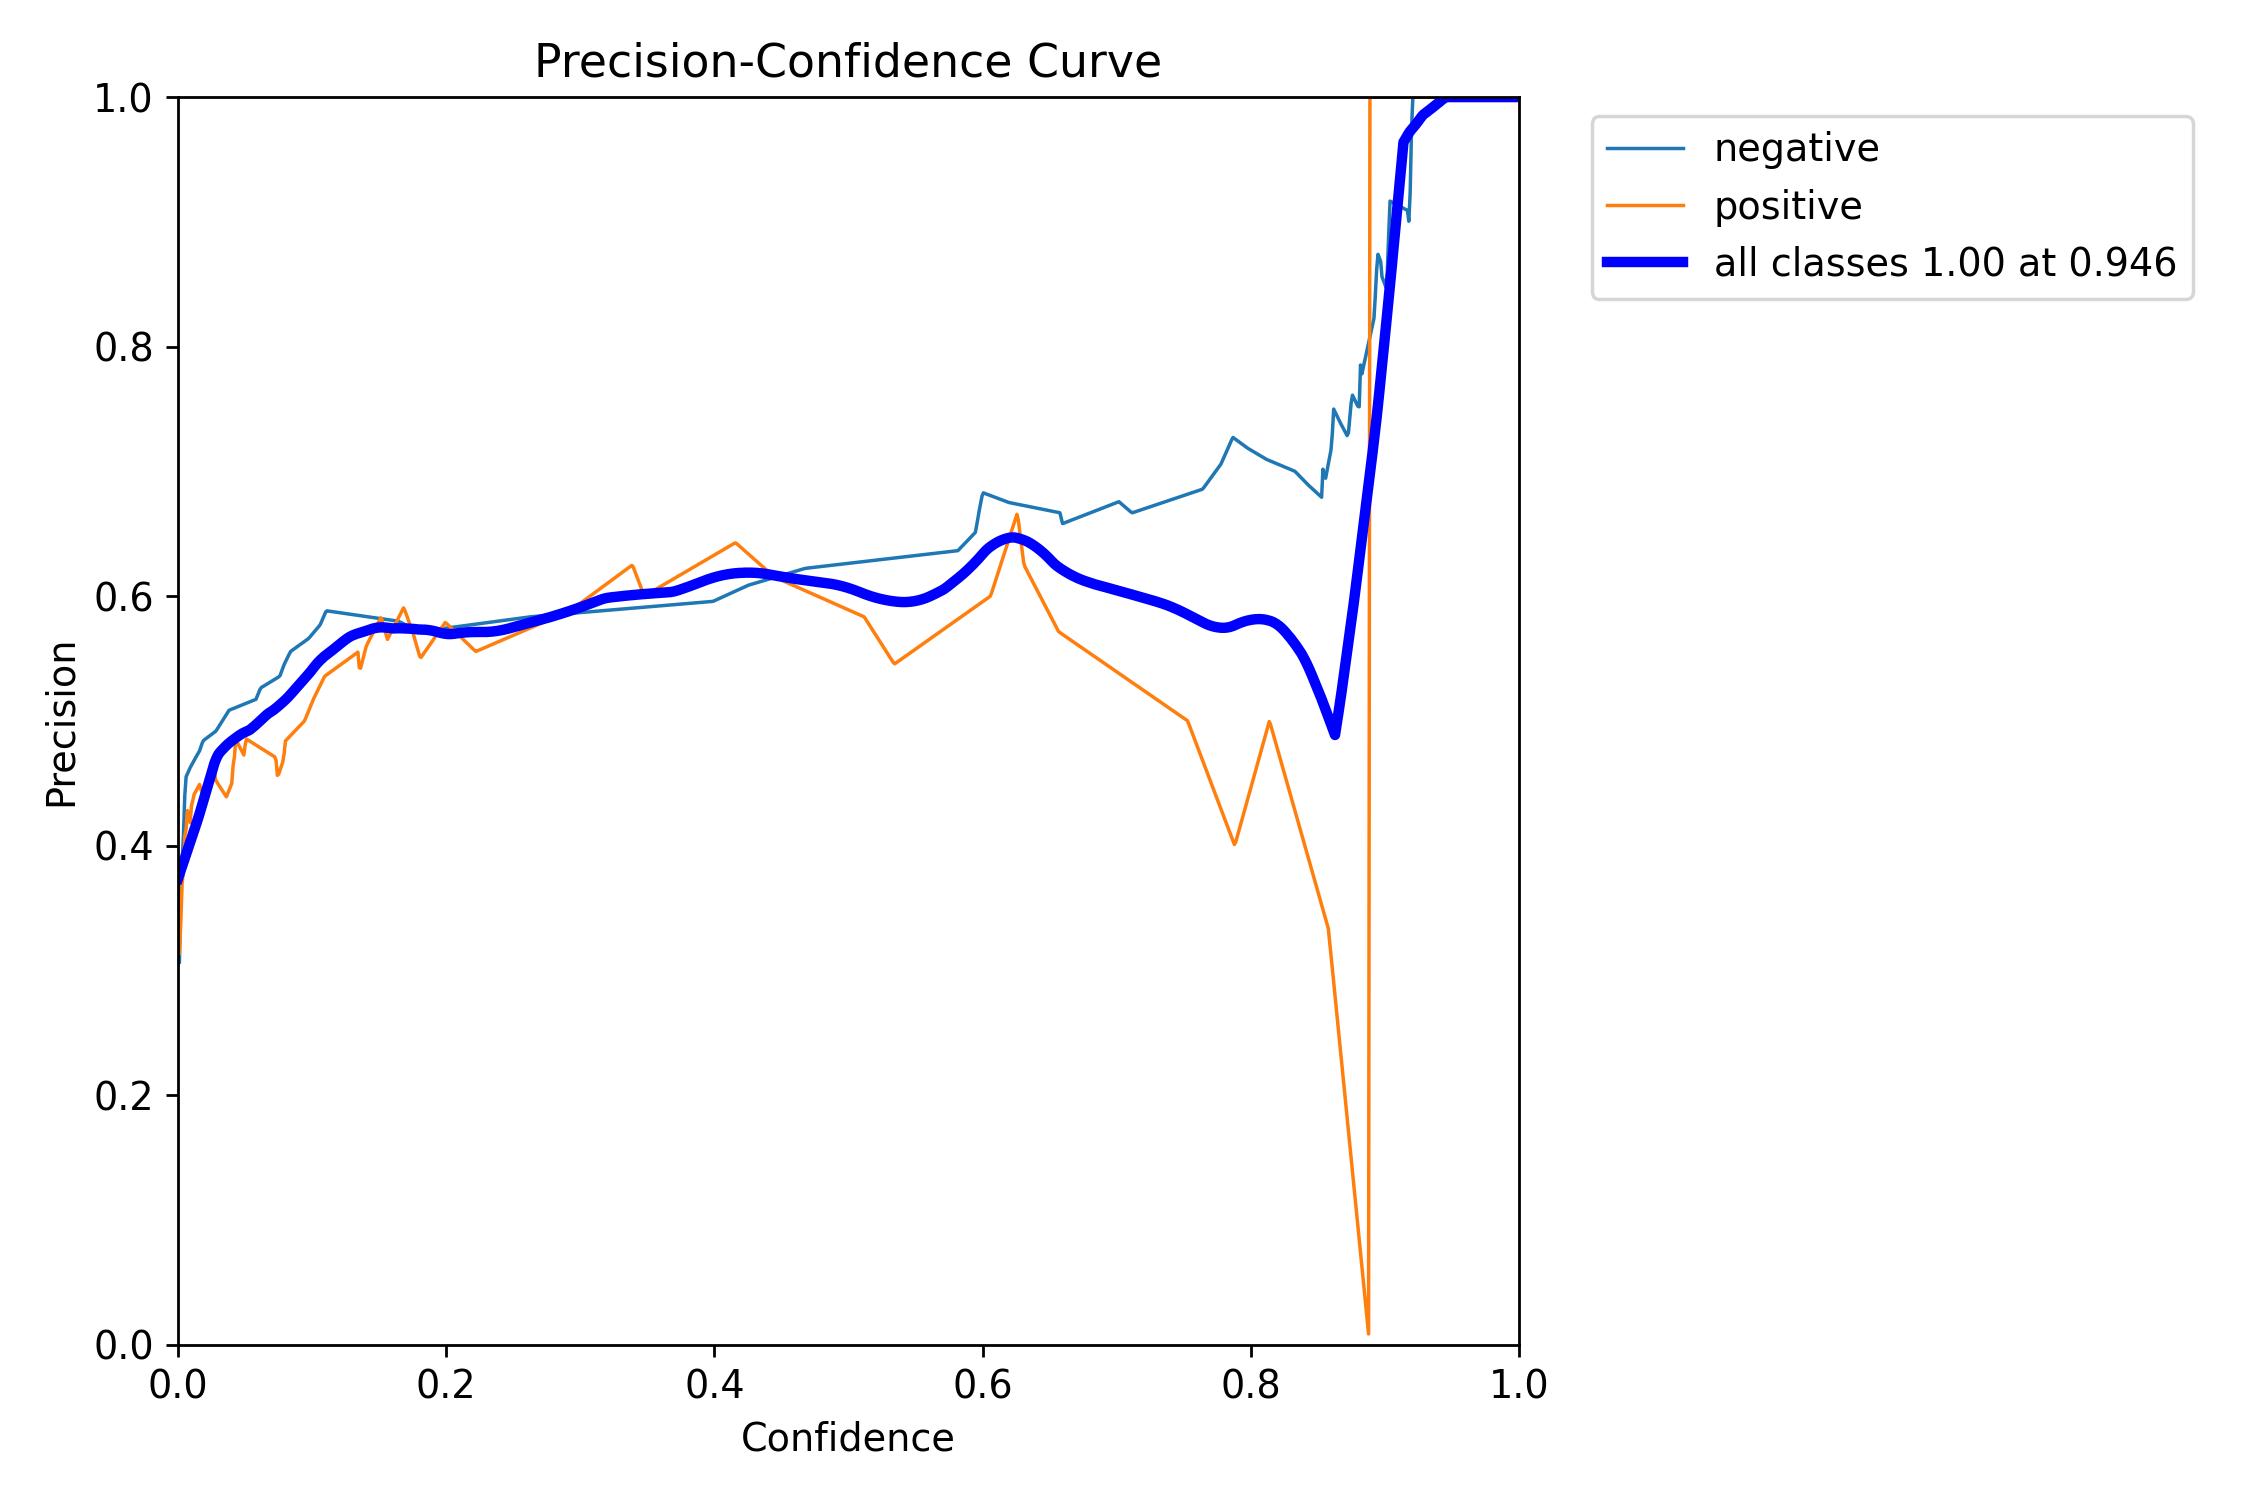 Precision-Confidence Curve
1.0
0.8
0.6
0.4
0.2
0.0
Precision
0.0 0.2 0.4 0.6 0.8 1.0
Confidence
negative
positive
all classes 1.00 at 0.946